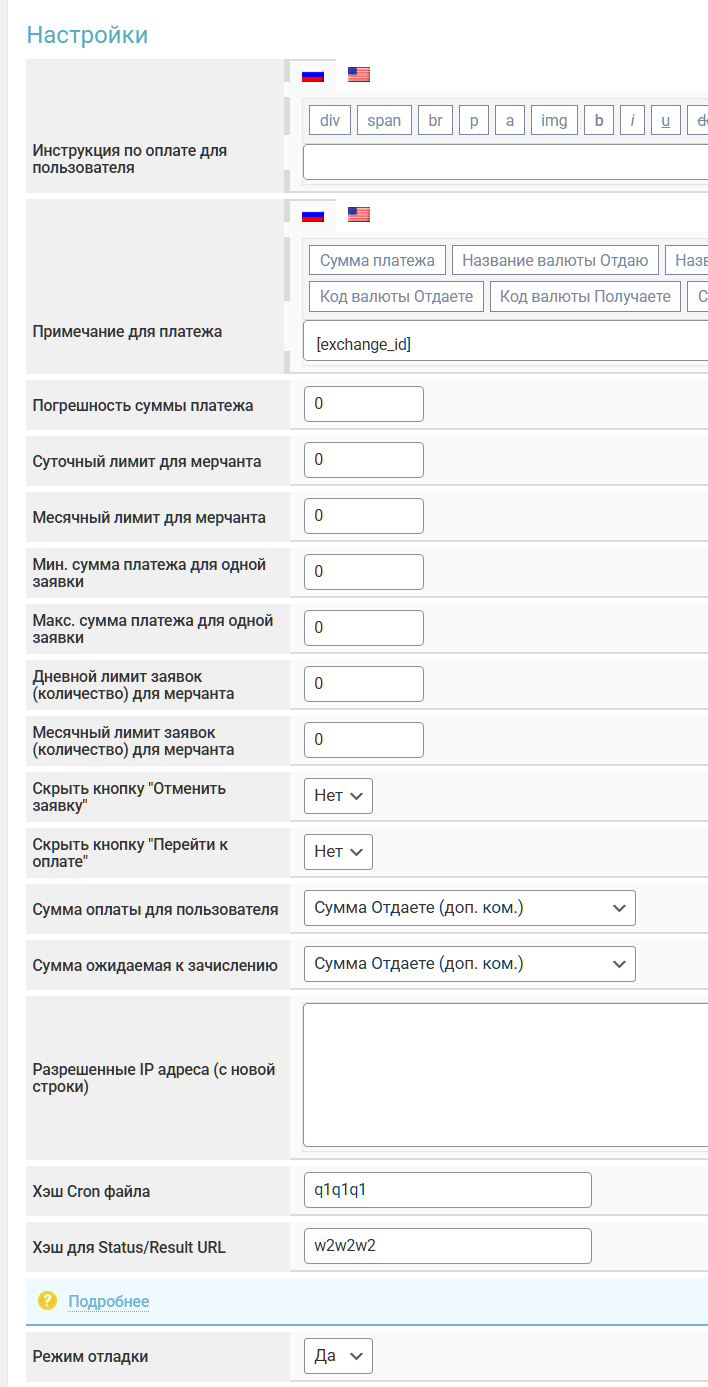 Настройки
div span br p a img b i u
Инструкция по оплате для
пользователя
Сумма платежа Название валюты Отдаю
Код валюты Отдаете Код валюты Получаете
Примечание для платежа
[exchange_id]
Погрешность суммы платежа 0
Суточный лимит для мерчанта 0
Месячный лимит для мерчанта 0
Мин. сумма платежа для одной
заявки
0
Макс. сумма платежа для одной
заявки
0
Дневной лимит заявок
(количество) для мерчанта
0
Месячный лимит заявок
(количество) для мерчанта
0
Скрыть кнопку "Отменить
заявку"
Нет
Скрыть кнопку "Перейти к
оплате"
Нет
Сумма оплаты для пользователя Сумма Отдаете (доп. ком.)
Сумма ожидаемая к зачислению Сумма Отдаете (доп. ком.)
Разрешенные IP адреса (с новой
строки)
Хэш Cron файла q1q1q1
Хэш для Status/Result URL w2w2w2
? Подробнее
Режим отладки Да